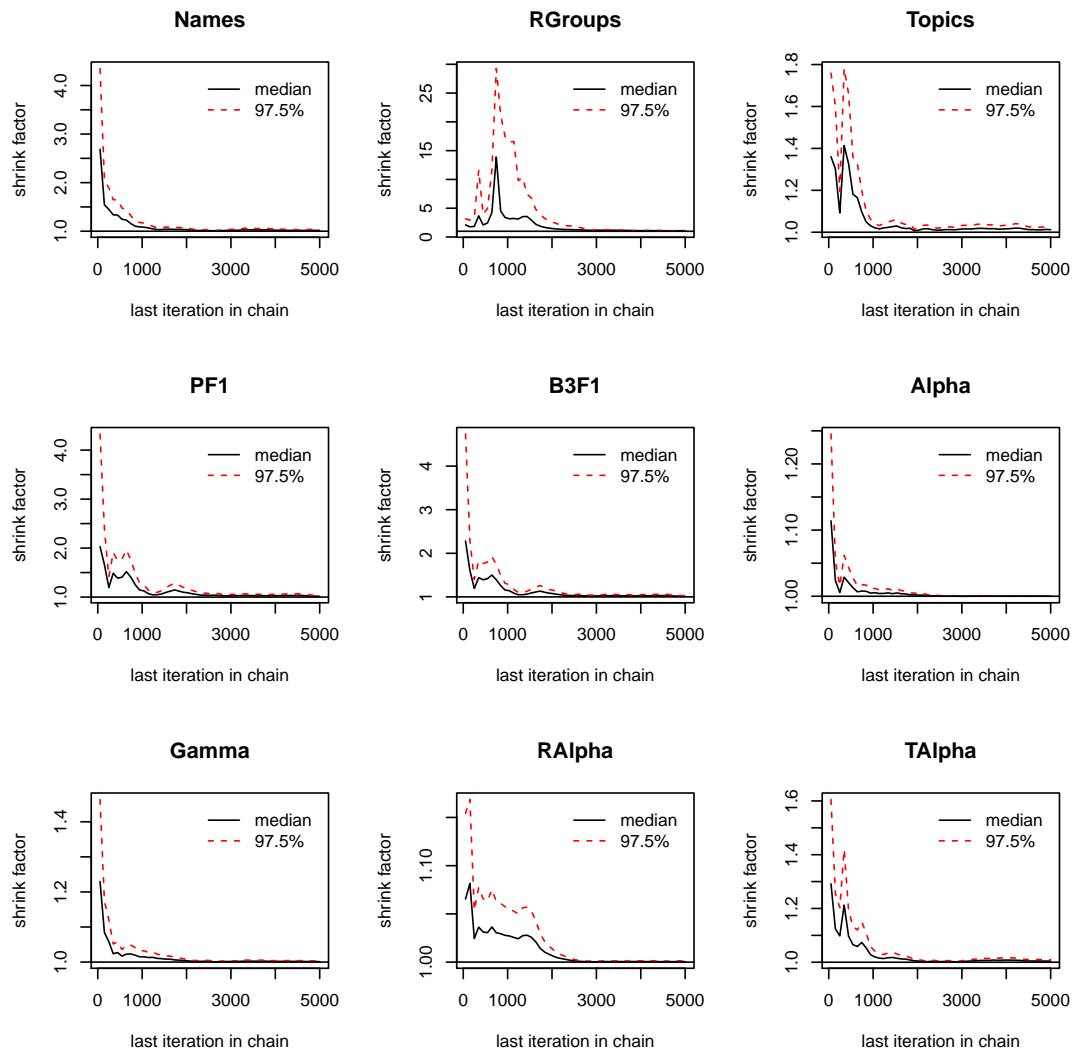 Names
shrink factor
1.0 2.0 3.0 4.0
median
97.5%
0 1000 3000 5000
last iteration in chain
RGroups
shrink factor
0 5 15 25
median
97.5%
0 1000 3000 5000
last iteration in chain
Topics
shrink factor
1.0 1.2 1.4 1.6 1.8
median
97.5%
0 1000 3000 5000
last iteration in chain
PF1
shrink factor
1.0 2.0 3.0 4.0
median
97.5%
0 1000 3000 5000
last iteration in chain
B3F1
shrink factor
1 2 3 4
median
97.5%
0 1000 3000 5000
last iteration in chain
Alpha
shrink factor
1.00 1.10 1.20
median
97.5%
0 1000 3000 5000
last iteration in chain
Gamma
shrink factor
1.0 1.2 1.4
median
97.5%
0 1000 3000 5000
last iteration in chain
RAlpha
shrink factor
1.00 1.10
median
97.5%
0 1000 3000 5000
last iteration in chain
TAlpha
shrink factor
1.0 1.2 1.4 1.6
median
97.5%
0 1000 3000 5000
last iteration in chain